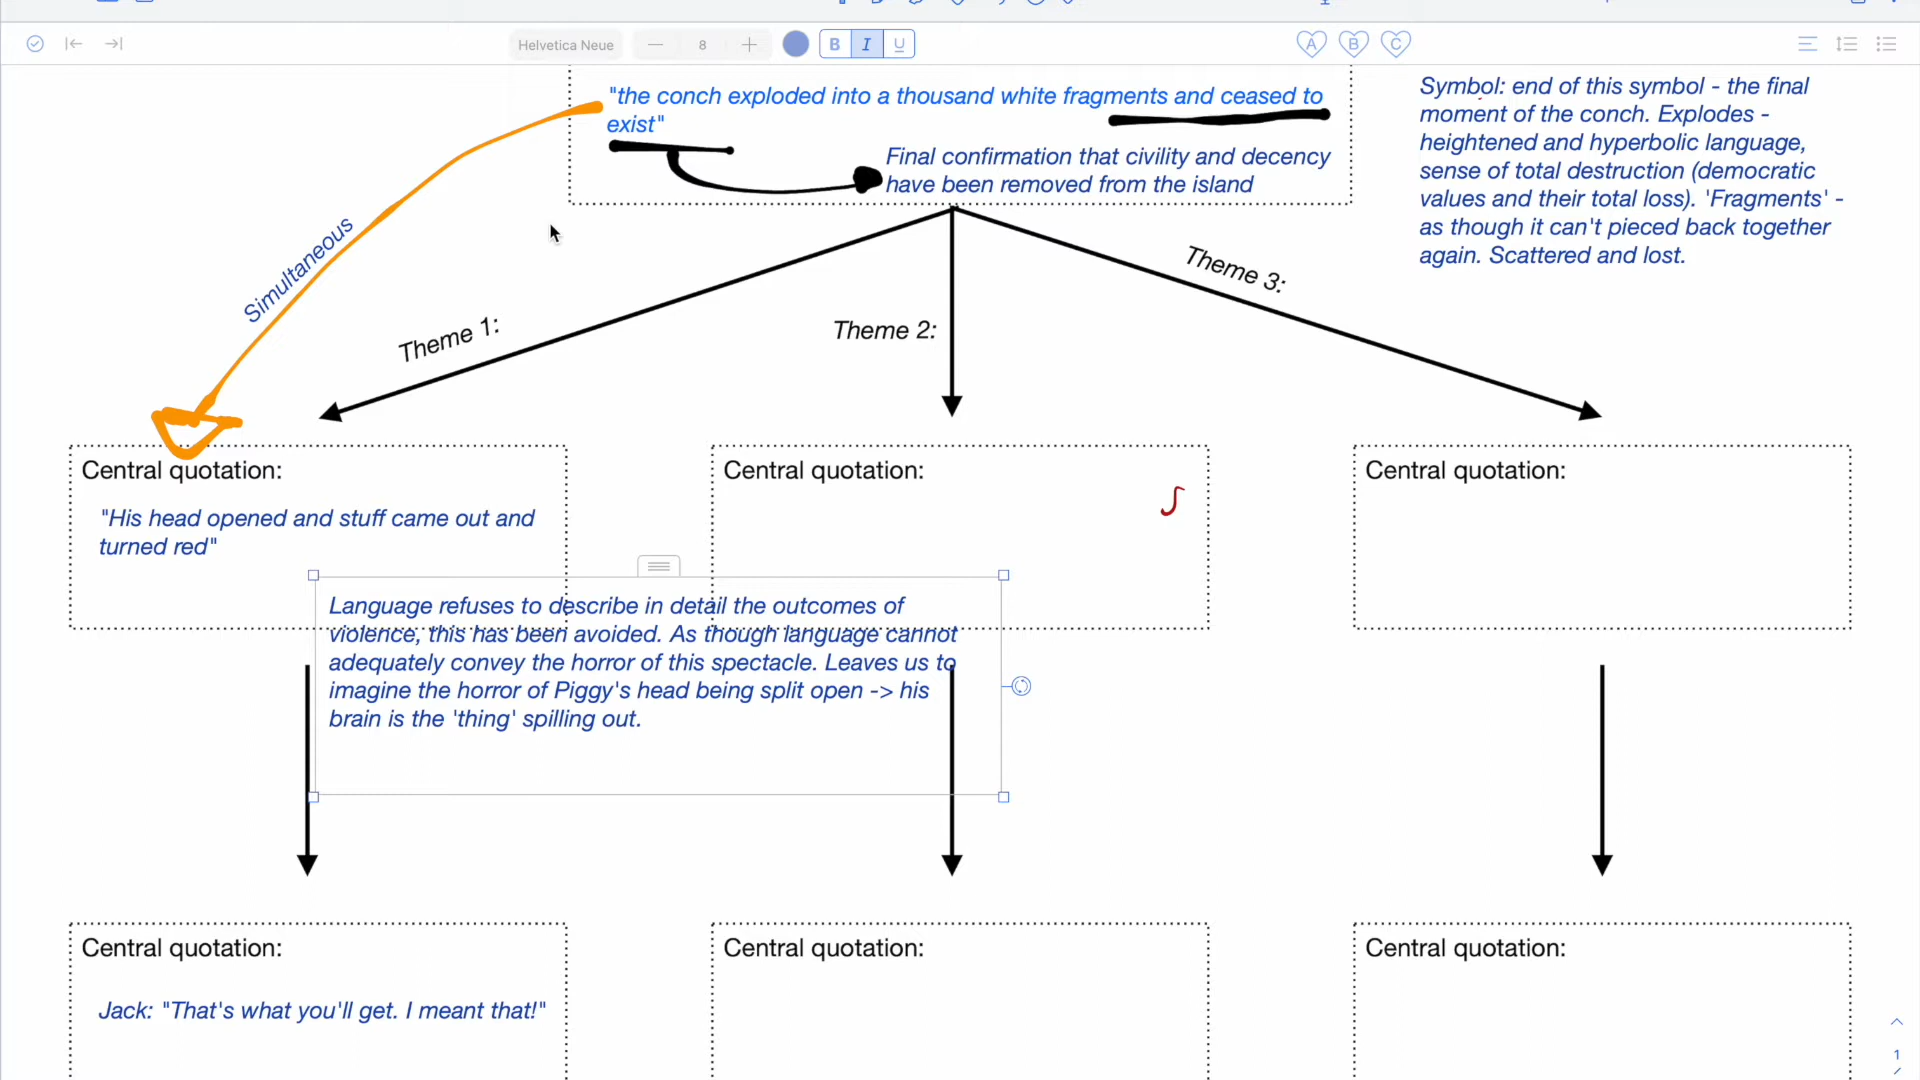 Helvetica Neue
8
B
I
U
A
B
C
"the conch exploded into a thousand white fragments and ceased to
exist"
Final confirmation that civility and decency
have been removed from the island
Symbol: end of this symbol - the final
moment of the conch. Explodes -
heightened and hyperbolic language,
sense of total destruction (democratic
values and their total loss). 'Fragments' -
as though it can't pieced back together
again. Scattered and lost.
Simultaneous
Theme 1:
Theme 2:
Theme 3:
Central quotation:
"His head opened and stuff came out and
turned red"
Central quotation:
Central quotation:
Language refuses to describe in detail the outcomes of
violence, this has been avoided. As though language cannot
adequately convey the horror of this spectacle. Leaves us to
imagine the horror of Piggy's head being split open -> his
brain is the 'thing' spilling out.
Central quotation:
Jack: "That's what you'll get. I meant that!"
Central quotation:
Central quotation:
1